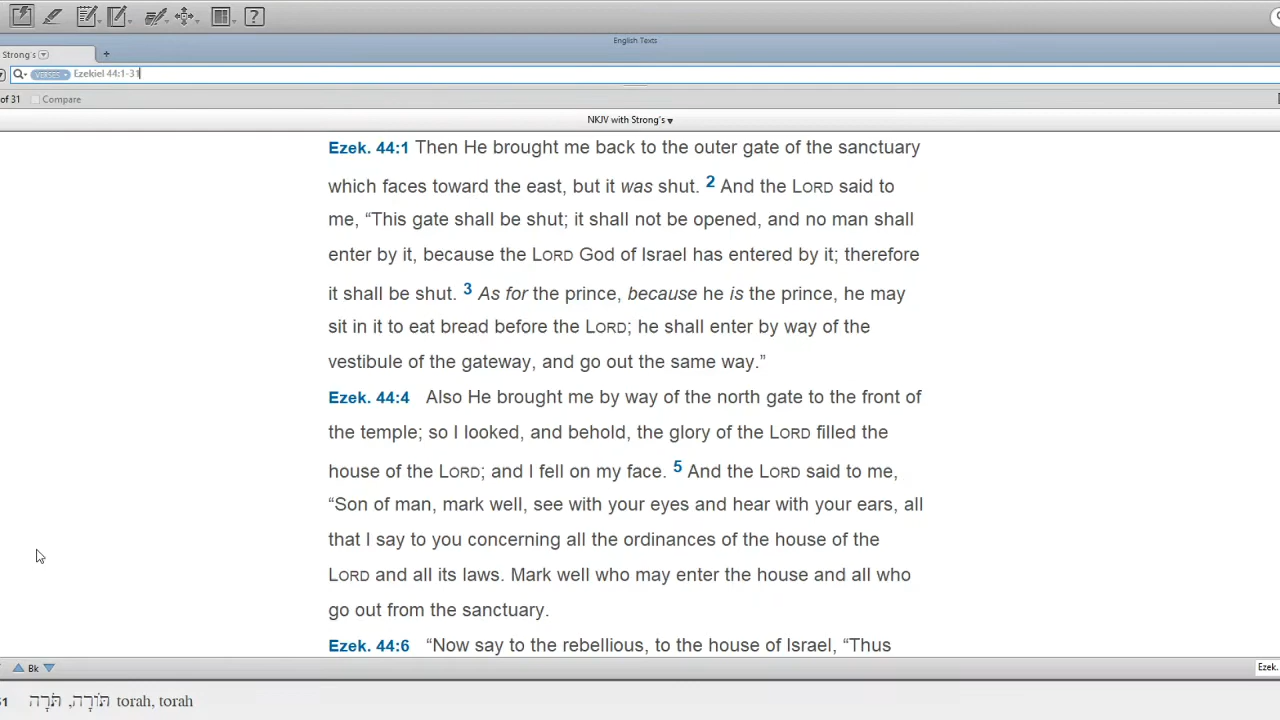 English Texts
Strong's
+
VERSES Ezekiel 44:1-31
of 31 Compare
NKJV with Strong's
Ezek. 44:1 Then He brought me back to the outer gate of the sanctuary
which faces toward the east, but it was shut. 2 And the LORD said to
me, “This gate shall be shut; it shall not be opened, and no man shall
enter by it, because the LORD God of Israel has entered by it; therefore
it shall be shut. 3 As for the prince, because he is the prince, he may
sit in it to eat bread before the LORD; he shall enter by way of the
vestibule of the gateway, and go out the same way.”
Ezek. 44:4 Also He brought me by way of the north gate to the front of
the temple; so I looked, and behold, the glory of the LORD filled the
house of the LORD; and I fell on my face. 5 And the LORD said to me,
“Son of man, mark well, see with your eyes and hear with your ears, all
that I say to you concerning all the ordinances of the house of the
LORD and all its laws. Mark well who may enter the house and all who
go out from the sanctuary.
Ezek. 44:6 “Now say to the rebellious, to the house of Israel, “Thus
Bk
Ezek.
תּוֹרָה, תֹּרָה torah, torah